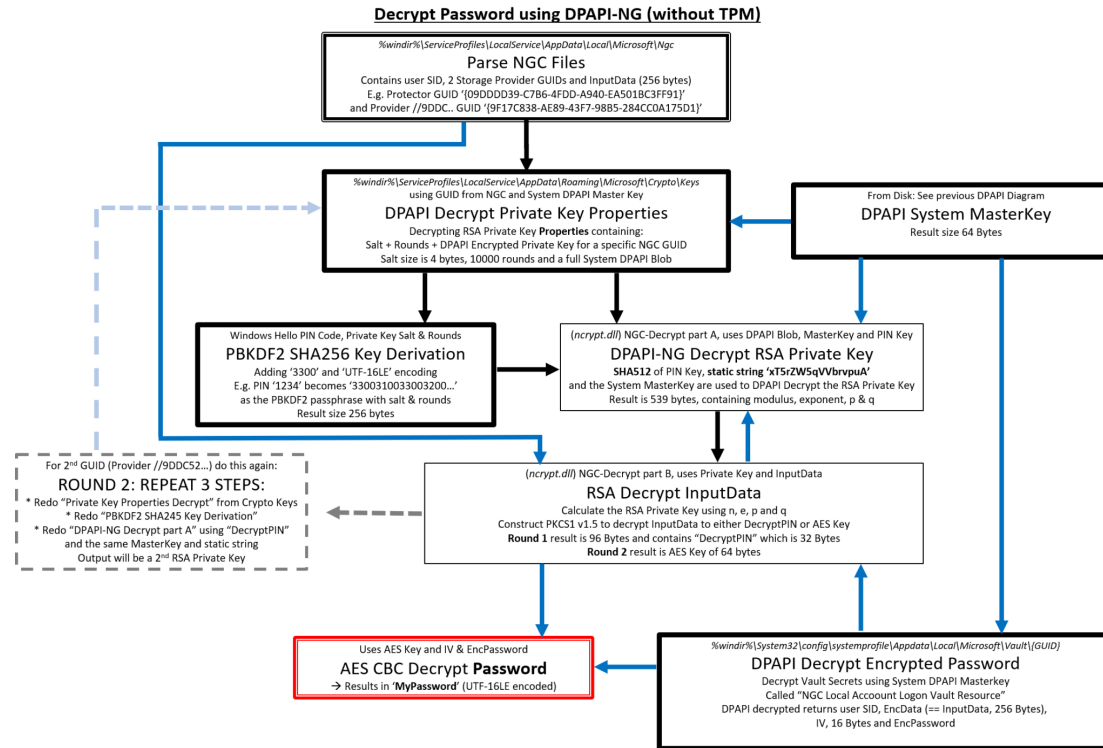 Decrypt Password using DPAPI-NG (without TPM)
%windir%\ServiceProfiles\LocalService\AppData\Local\Microsoft\Ngc
Parse NGC Files
Contains user SID, 2 Storage Provider GUIDs and InputData (256 bytes)
E.g. Protector GUID ‘{09DDDD39-C7B6-4FDD-A940-EA501BC3FF91}’
and Provider //9DDC.. GUID ‘{9F17C838-AE89-43F7-98B5-284CC0A175D1}’
%windir%\ServiceProfiles\LocalService\AppData\Roaming\Microsoft\Crypto\Keys
using GUID from NGC and System DPAPI Master Key
DPAPI Decrypt Private Key Properties
Decrypting RSA Private Key Properties containing:
Salt + Rounds + DPAPI Encrypted Private Key for a specific NGC GUID
Salt size is 4 bytes, 10000 rounds and a full System DPAPI Blob
From Disk: See previous DPAPI Diagram
DPAPI System MasterKey
Result size 64 Bytes
Windows Hello PIN Code, Private Key Salt & Rounds
PBKDF2 SHA256 Key Derivation
Adding ‘3300’ and ‘UTF-16LE’ encoding
E.g. PIN ‘1234’ becomes ‘3300310033003200…’
as the PBKDF2 passphrase with salt & rounds
Result size 256 bytes
(ncrypt.dll) NGC-Decrypt part A, uses DPAPI Blob, MasterKey and PIN Key
DPAPI-NG Decrypt RSA Private Key
SHA512 of PIN Key, static string ‘xT5rZW5qVVbrvpuA’
and the System MasterKey are used to DPAPI Decrypt the RSA Private Key
Result is 539 bytes, containing modulus, exponent, p & q
For 2nd GUID (Provider //9DDC52…) do this again:
ROUND 2: REPEAT 3 STEPS:
* Redo “Private Key Properties Decrypt” from Crypto Keys
* Redo “PBKDF2 SHA245 Key Derivation”
* Redo “DPAPI-NG Decrypt part A” using “DecryptPIN”
and the same MasterKey and static string
Output will be a 2nd RSA Private Key
(ncrypt.dll) NGC-Decrypt part B, uses Private Key and InputData
RSA Decrypt InputData
Calculate the RSA Private Key using n, e, p and q
Construct PKCS1 v1.5 to decrypt InputData to either DecryptPIN or AES Key
Round 1 result is 96 Bytes and contains “DecryptPIN” which is 32 Bytes
Round 2 result is AES Key of 64 bytes
Uses AES Key and IV & EncPassword
AES CBC Decrypt Password
→ Results in ‘MyPassword’ (UTF-16LE encoded)
%windir%\System32\config\systemprofile\Appdata\Local\Microsoft\Vault\{GUID}
DPAPI Decrypt Encrypted Password
Decrypt Vault Secrets using System DPAPI Masterkey
Called “NGC Local Accoount Logon Vault Resource”
DPAPI decrypted returns user SID, EncData (== InputData, 256 Bytes),
IV, 16 Bytes and EncPassword